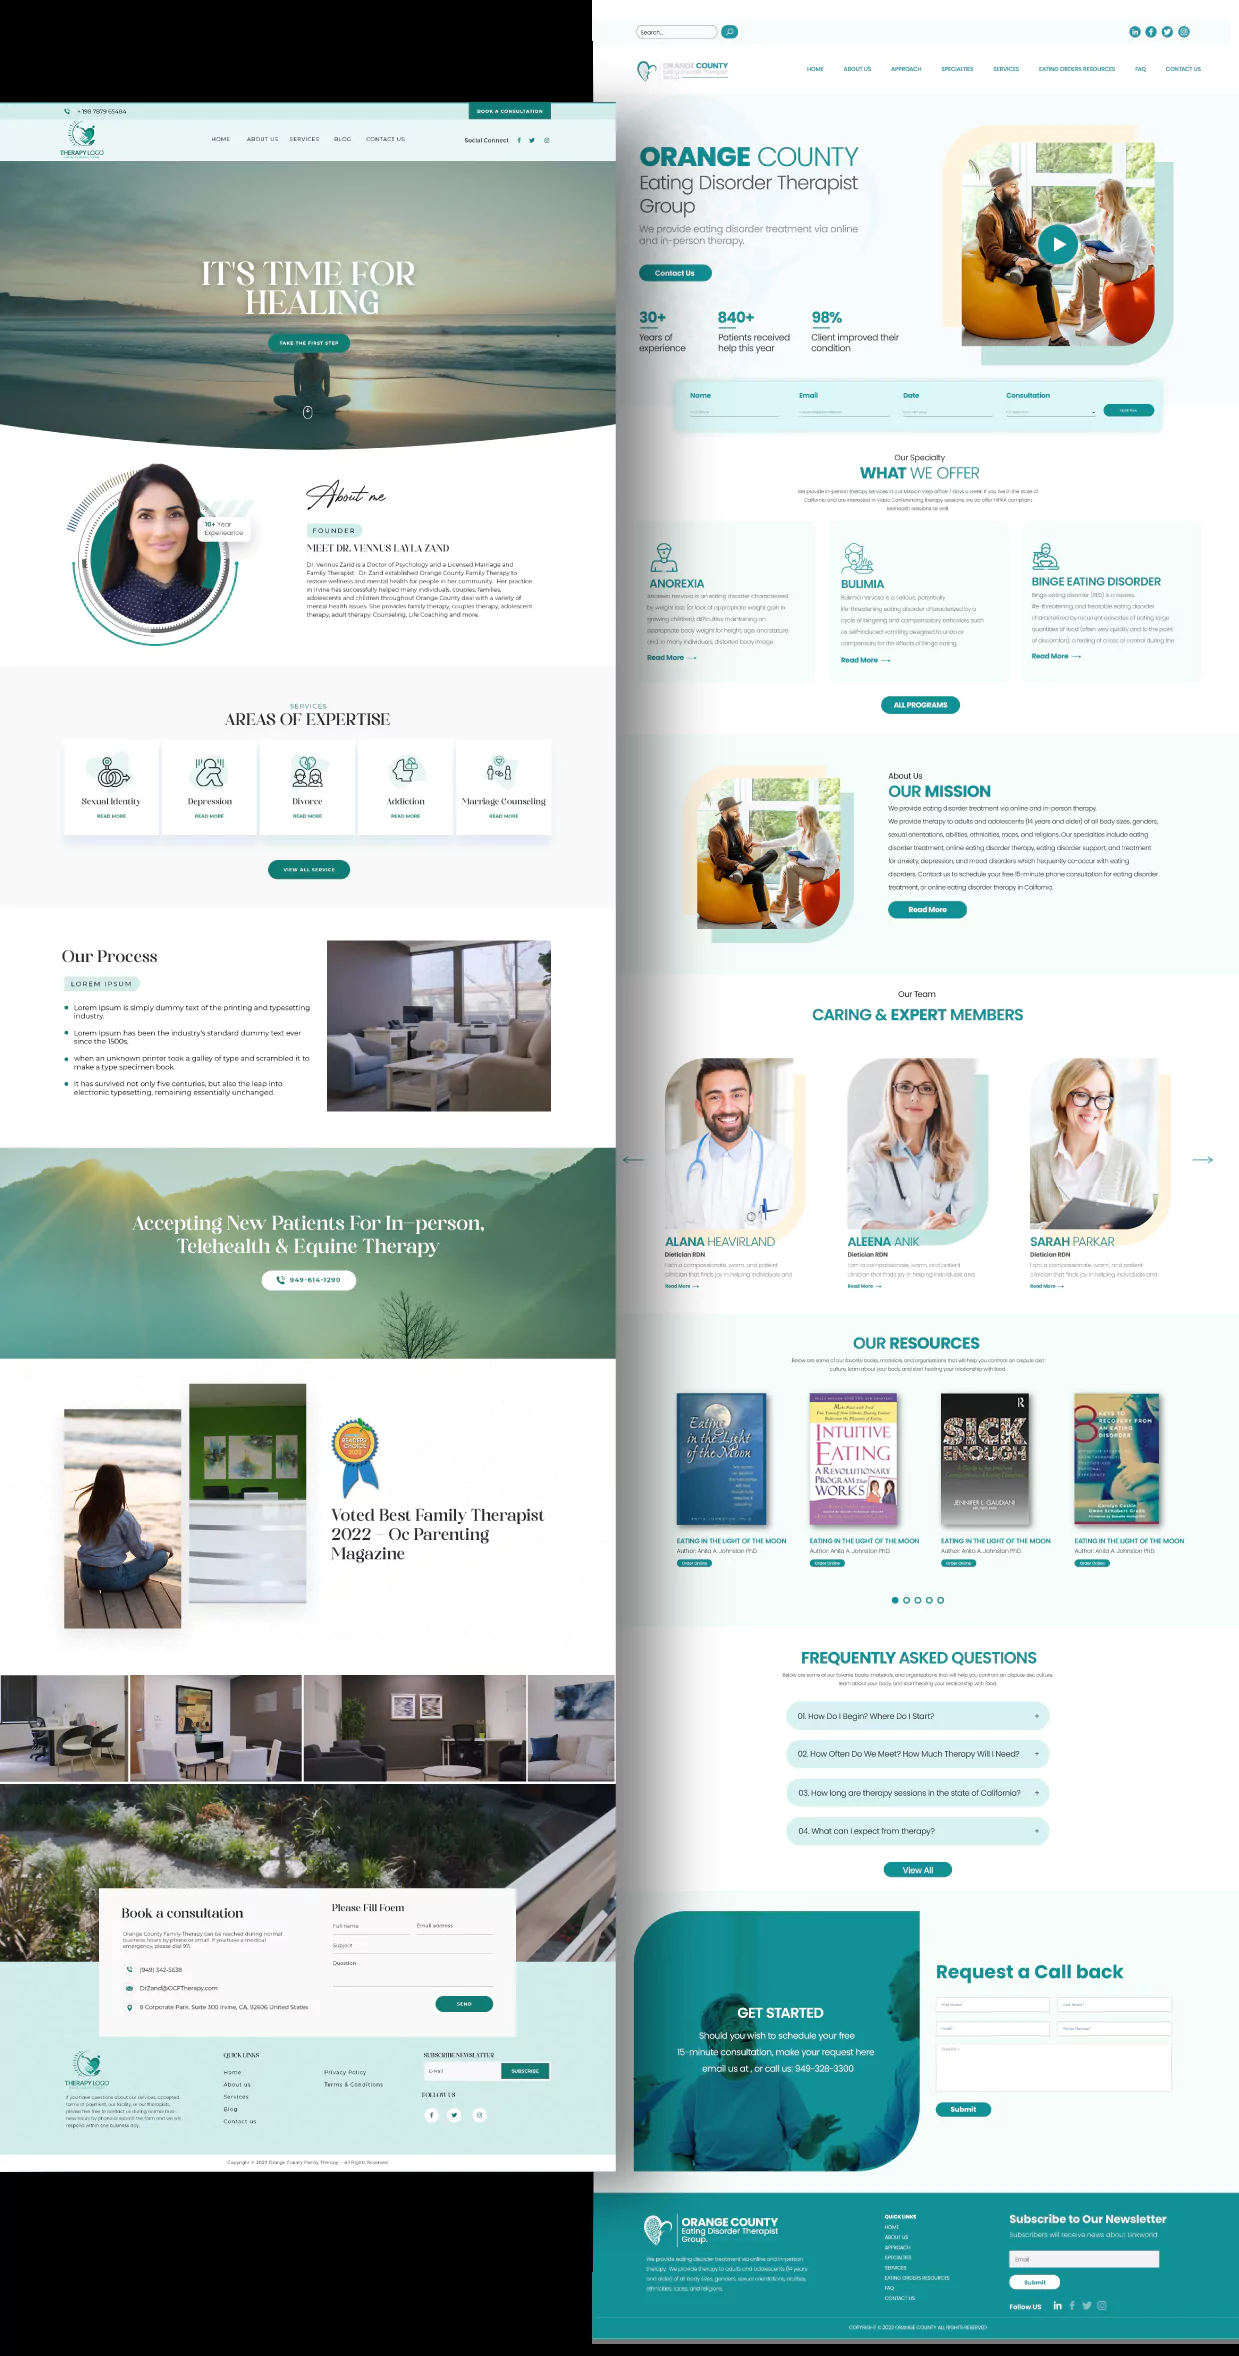 + 198 7879 65484
BOOK A CONSULTATION
THERAPY LOGO
HOME ABOUT US SERVICES BLOG CONTACT US
Social Connect
IT'S TIME FOR
HEALING
TAKE THE FIRST STEP
10+ Year
Experieance
About me
FOUNDER
MEET DR. VENNUS LAYLA ZAND
Dr. Vennus Zand is a Doctor of Psychology and a Licensed Marriage and
Family Therapist. Dr. Zand established Orange County Family Therapy to
restore wellness and mental health for people in her community. Her practice
in Irvine has successfully helped many individuals, couples, families,
adolescents and children throughout Orange County deal with a variety of
mental health issues. She provides family therapy, couples therapy, adolescent
therapy, adult therapy, Counseling, Life Coaching and more.
SERVICES
AREAS OF EXPERTISE
Sexual Identity
READ MORE
Depression
READ MORE
Divorce
READ MORE
Addiction
READ MORE
Marriage Counseling
READ MORE
VIEW ALL SERVICE
Our Process
LOREM IPSUM
Lorem Ipsum is simply dummy text of the printing and typesetting
industry.
Lorem Ipsum has been the industry's standard dummy text ever
since the 1500s,
when an unknown printer took a galley of type and scrambled it to
make a type specimen book.
It has survived not only five centuries, but also the leap into
electronic typesetting, remaining essentially unchanged.
Accepting New Patients For In-person,
Telehealth & Equine Therapy
949-614-1290
READERS
CHOICE
2022
Voted Best Family Therapist
2022 - Oc Parenting
Magazine
Book a consultation
Orange County Family Therapy can be reached during normal
business hours by phone or email. If you have a medical
emergency, please dial 911.
(949) 342-5638
DrZand@OCFTherapy.com
8 Corporate Park, Suite 300 Irvine, CA, 92606 United States
Please Fill Foem
Full name
Email address
Subject
Question
SEND
THERAPY LOGO
If you have questions about our services, accepted
forms of payment, our facility, or our therapists,
please feel free to contact us during normal busi-
ness hours by phone or submit the form and we will
respond within one business day.
QUICK LINKS
Home
About us
Services
Blog
Contact us
Privacy Policy
Terms & Conditions
SUBSCRIBE NEWSLATTER
E-Mail
SUBSCRIBE
FOLLOW US
Copyright © 2020 Orange County Family Therapy - All Rights Reserved
Search...
ORANGE COUNTY
Eating Disorder Therapist
Group
HOME ABOUT US APPROACH SPECIALTIES SERVICES EATING ORDERS RESOURCES FAQ CONTACT US
ORANGE COUNTY
Eating Disorder Therapist
Group
We provide eating disorder treatment via online
and in-person therapy.
Contact Us
30+
Years of
experience
840+
Patients received
help this year
98%
Client improved their
condition
Name
Email
Date
Consultation
Our Specialty
WHAT WE OFFER
We provide in-person therapy services in our Mission Viejo office 7 days a week. If you live in the state of
California and are interested in Video Conferencing therapy sessions, we do offer HIPAA compliant
telehealth sessions as well.
ANOREXIA
Anorexia Nervosa is an eating disorder characterized
by weight loss (or lack of appropriate weight gain in
growing children); difficulties maintaining an
appropriate body weight for height, age, and stature;
and, in many individuals, distorted body image
Read More
BULIMIA
Bulimia nervosa is a serious, potentially
life-threatening eating disorder characterized by a
cycle of bingeing and compensatory behaviors such
as self-induced vomiting designed to undo or
compensate for the effects of binge eating.
Read More
BINGE EATING DISORDER
Binge eating disorder (BED) is a severe,
life-threatening, and treatable eating disorder
characterized by recurrent episodes of eating large
quantities of food (often very quickly and to the point
of discomfort); a feeling of a loss of control during the
Read More
ALL PROGRAMS
About Us
OUR MISSION
We provide eating disorder treatment via online and in-person therapy.
We provide therapy to adults and adolescents (14 years and older) of all body sizes, genders,
sexual orientations, abilities, ethnicities, races, and religions. Our specialties include eating
disorder treatment, online eating disorder therapy, eating disorder support, and treatment
for anxiety, depression, and mood disorders which frequently co-occur with eating
disorders. Contact us to schedule your free 15-minute phone consultation for eating disorder
treatment, or online eating disorder therapy in California.
Read More
Our Team
CARING & EXPERT MEMBERS
ALANA HEAVIRLAND
Dietician RDN
I am a compassionate, warm, and patient
clinician that finds joy in helping individuals and
Read More
ALEENA ANIK
Dietician RDN
I am a compassionate, warm, and patient
clinician that finds joy in helping individuals and
Read More
SARAH PARKAR
Dietician RDN
I am a compassionate, warm, and patient
clinician that finds joy in helping individuals and
Read More
OUR RESOURCES
Below are some of our favorite books, materials, and organizations that will help you confront, an dispute diet
culture, learn about your body, and start healing your relationship with food.
Eating
in the Light
of the Moon
ANITA JOHNSTON, Ph.D.
INTUITIVE
EATING
A REVOLUTIONARY
PROGRAM That
WORKS
SICK
ENOUGH
JENNIFER L. GAUDIANI
8 KEYS TO
RECOVERY FROM
AN EATING
DISORDER
Carolyn Costin
Gwen Schubert Grabb
EATING IN THE LIGHT OF THE MOON
Author: Anita A. Johnston PhD.
Order Online
EATING IN THE LIGHT OF THE MOON
Author: Anita A. Johnston PhD.
Order Online
EATING IN THE LIGHT OF THE MOON
Author: Anita A. Johnston PhD.
Order Online
EATING IN THE LIGHT OF THE MOON
Author: Anita A. Johnston PhD.
Order Online
FREQUENTLY ASKED QUESTIONS
Below are some of our favorite books, materials, and organizations that will help you confront an dispute diet culture,
learn about your body, and start healing your relationship with food.
01. How Do I Begin? Where Do I Start? +
02. How Often Do We Meet? How Much Therapy Will I Need? +
03. How long are therapy sessions in the state of California? +
04. What can I expect from therapy? +
View All
GET STARTED
Should you wish to schedule your free
15-minute consultation, make your request here
email us at , or call us: 949-328-3300
Request a Call back
First Name*
Last Name*
Email*
Phone Number*
Submit
ORANGE COUNTY
Eating Disorder Therapist
Group.
We provide eating disorder treatment via online and in-person
therapy. We provide therapy to adults and adolescents (14 years
and older) of all body sizes, genders, sexual orientations, abilities,
ethnicities, races, and religions.
QUICK LINKS
HOME
ABOUT US
APPROACH
SPECIALTIES
SERVICES
EATING ORDERS RESOURCES
FAQ
CONTACT US
Subscribe to Our Newsletter
Subscribers will receive news about Linkworld.
Email
Submit
Follow US
COPYRIGHT © 2022 ORANGE COUNTY ALL RIGHTS RESERVED